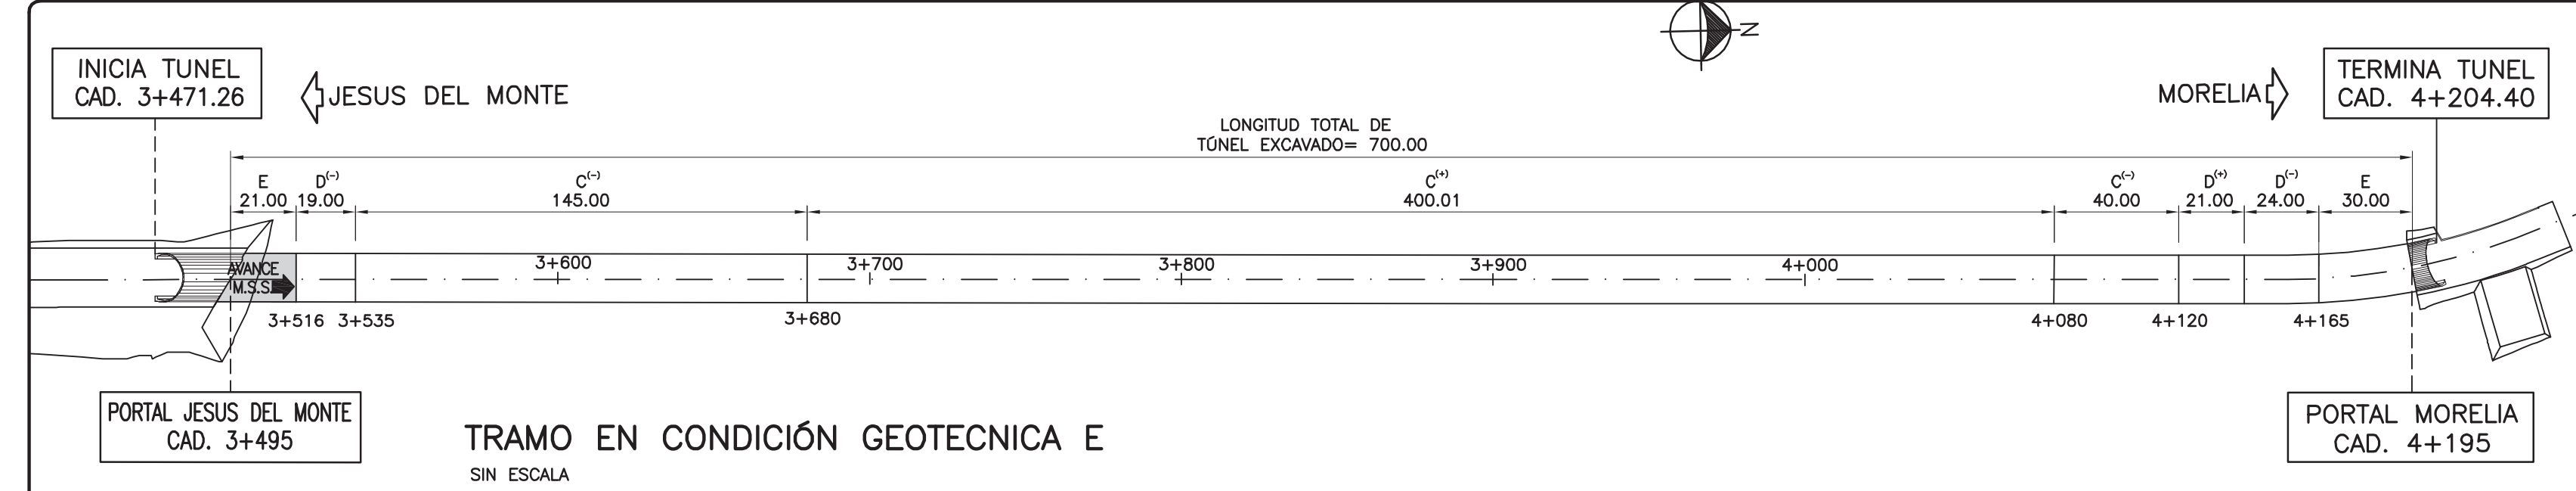 N
INICIA TUNEL
CAD. 3+471.26
JESUS DEL MONTE
MORELIA
TERMINA TUNEL
CAD. 4+204.40
LONGITUD TOTAL DE
TÚNEL EXCAVADO= 700.00
E
21.00
D(-)
19.00
C(-)
145.00
C(+)
400.01
C(-)
40.00
D(+)
21.00
D(-)
24.00
E
30.00
AVANCE
M.S.S.
3+600
3+700
3+800
3+900
4+000
3+516
3+535
3+680
4+080
4+120
4+165
PORTAL JESUS DEL MONTE
CAD. 3+495
TRAMO EN CONDICIÓN GEOTECNICA E
SIN ESCALA
PORTAL MORELIA
CAD. 4+195